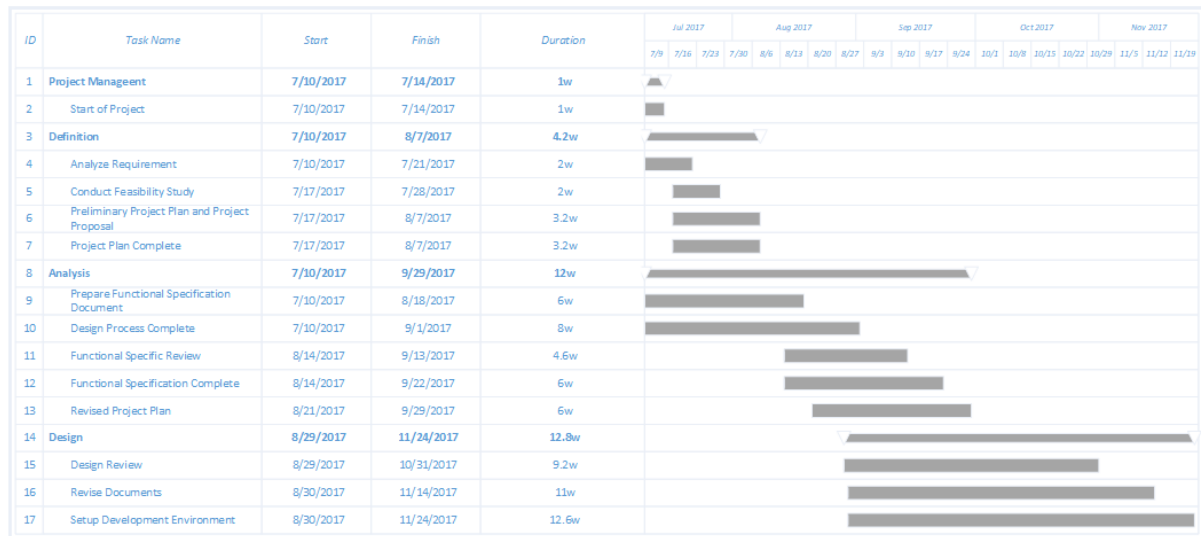 ID Task Name Start Finish Duration Jul 2017 Aug 2017 Sep 2017 Oct 2017 Nov 2017
7/9 7/16 7/23 7/30 8/6 8/13 8/20 8/27 9/3 9/10 9/17 9/24 10/1 10/8 10/15 10/22 10/29 11/5 11/12 11/19
1 Project Manageent 7/10/2017 7/14/2017 1w
2 Start of Project 7/10/2017 7/14/2017 1w
3 Definition 7/10/2017 8/7/2017 4.2w
4 Analyze Requirement 7/10/2017 7/21/2017 2w
5 Conduct Feasibility Study 7/17/2017 7/28/2017 2w
6 Preliminary Project Plan and Project 7/17/2017 8/7/2017 3.2w
Proposal
7 Project Plan Complete 7/17/2017 8/7/2017 3.2w
8 Analysis 7/10/2017 9/29/2017 12w
9 Prepare Functional Specification 7/10/2017 8/18/2017 6w
Document
10 Design Process Complete 7/10/2017 9/1/2017 8w
11 Functional Specific Review 8/14/2017 9/13/2017 4.6w
12 Functional Specification Complete 8/14/2017 9/22/2017 6w
13 Revised Project Plan 8/21/2017 9/29/2017 6w
14 Design 8/29/2017 11/24/2017 12.8w
15 Design Review 8/29/2017 10/31/2017 9.2w
16 Revise Documents 8/30/2017 11/14/2017 11w
17 Setup Development Environment 8/30/2017 11/24/2017 12.6w